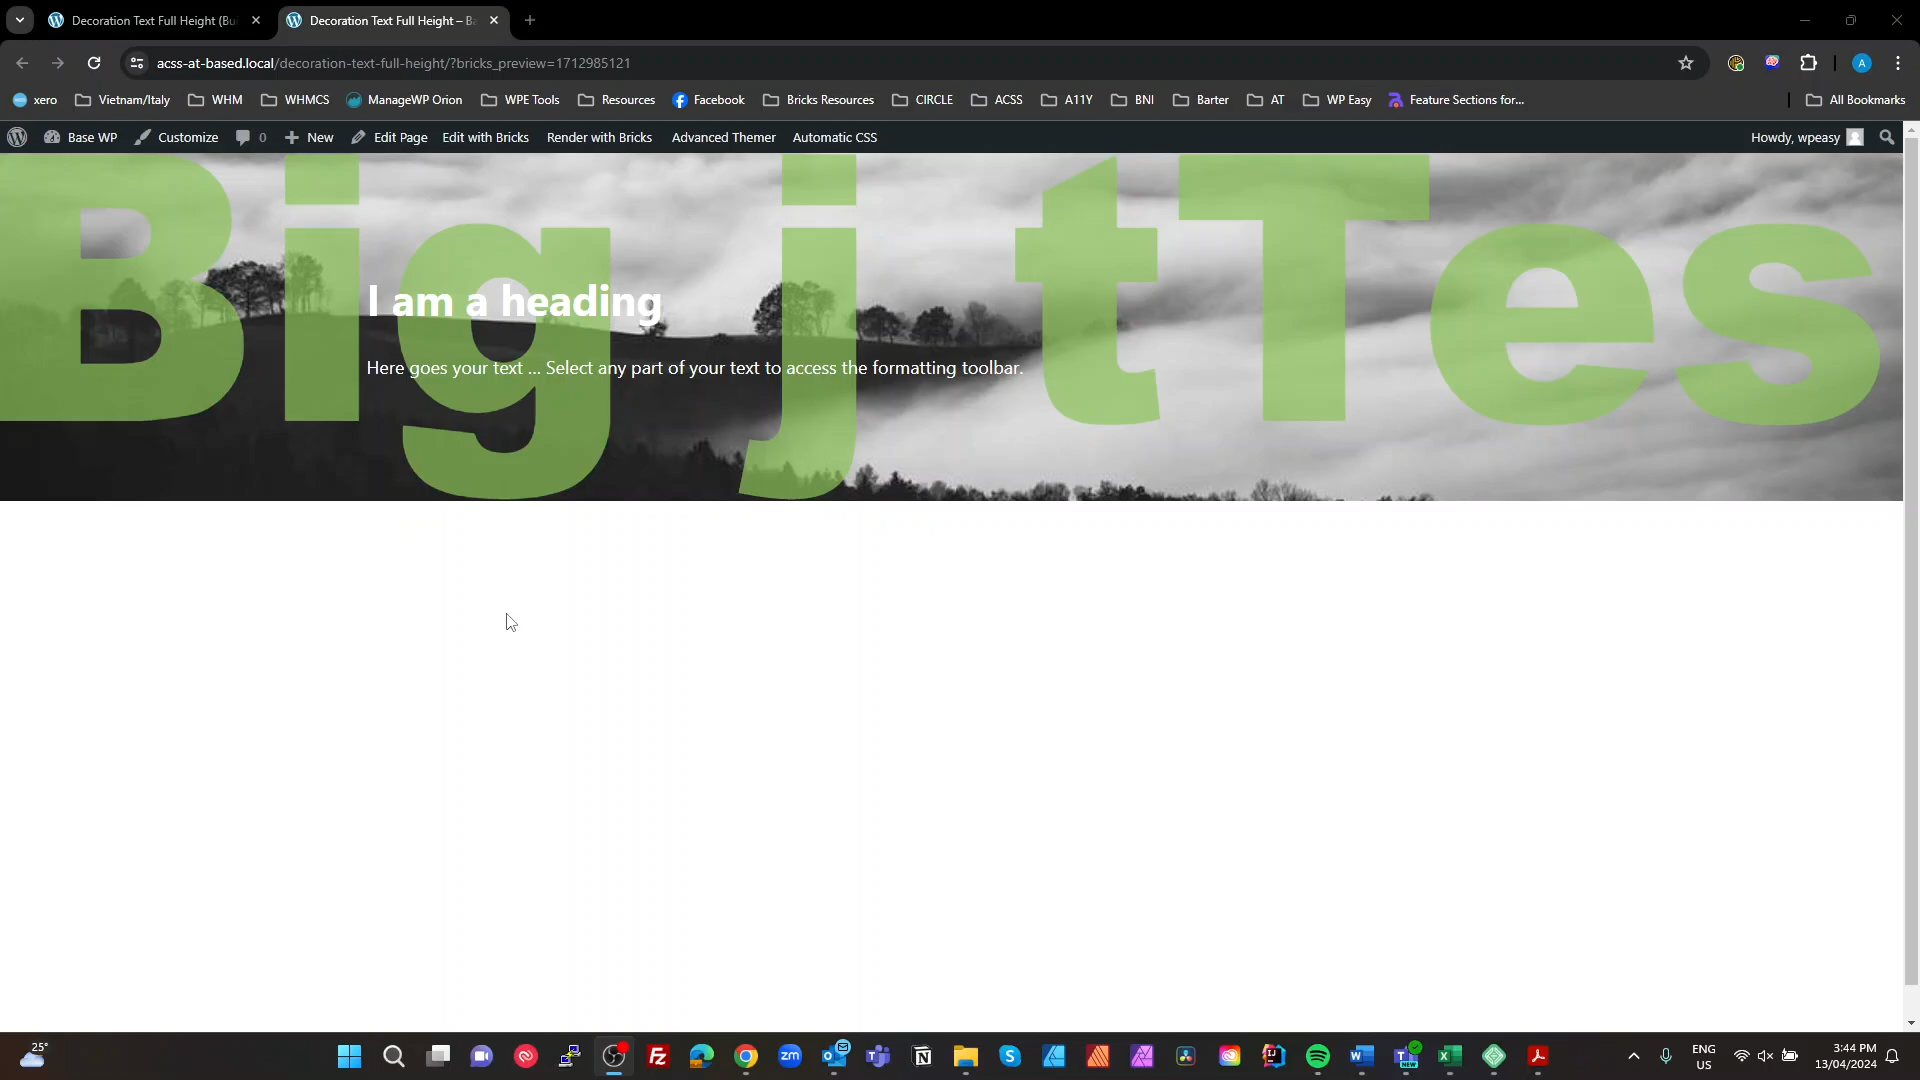 Decoration Text Full Height (Bui
Decoration Text Full Height – Ba
acss-at-based.local/decoration-text-full-height/?bricks_preview=1712985121
xero
Vietnam/Italy
WHM
WHMCS
ManageWP Orion
WPE Tools
Resources
Facebook
Bricks Resources
CIRCLE
ACSS
A11Y
BNI
Barter
AT
WP Easy
Feature Sections for...
All Bookmarks
A
Base WP
Customize
0
New
Edit Page
Edit with Bricks
Render with Bricks
Advanced Themer
Automatic CSS
Howdy, wpeasy
Big j tTes
I am a heading
Here goes your text ... Select any part of your text to access the formatting toolbar.
25°
zm
ENG
US
3:44 PM
13/04/2024